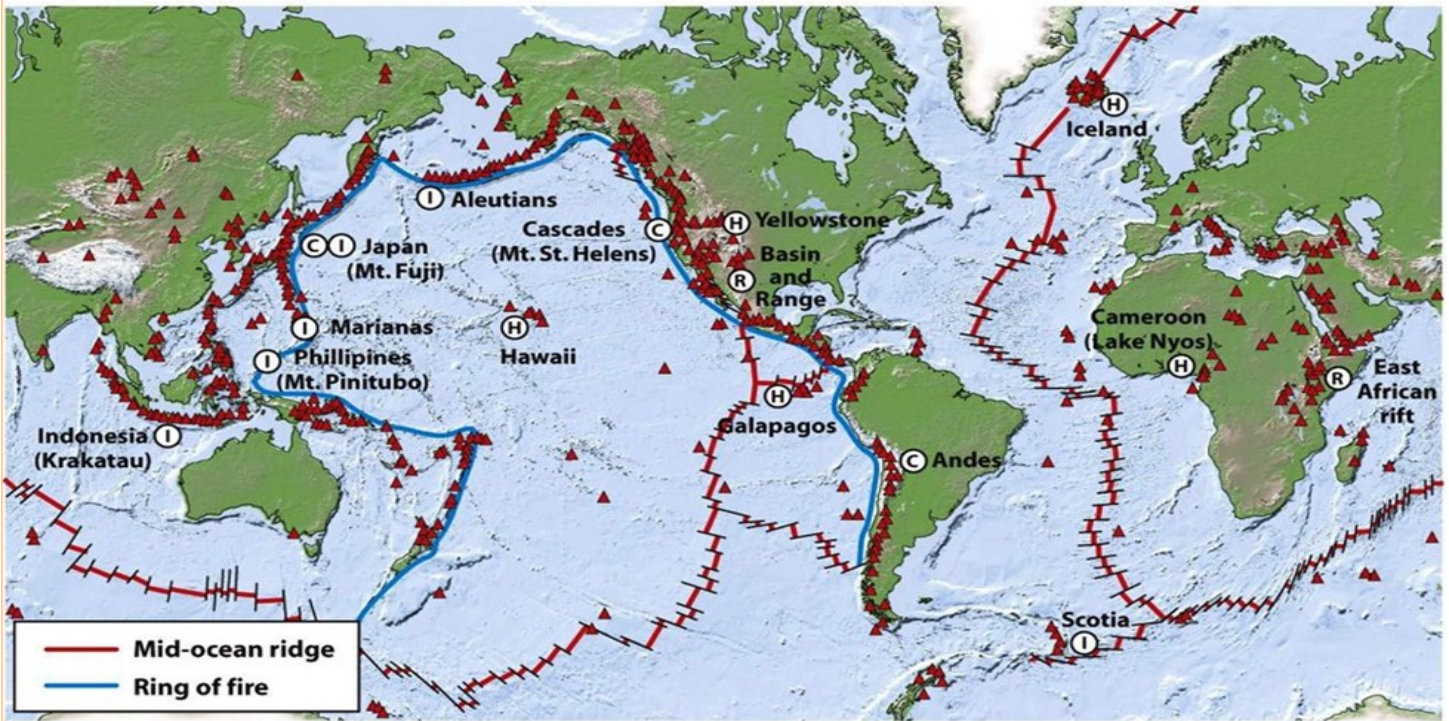 H
Iceland
I Aleutians
Cascades C
(Mt. St. Helens)
H Yellowstone
C I Japan
(Mt. Fuji)
Basin
R and
Range
I Marianas
H
Hawaii
Cameroon
(Lake Nyos)
H
I Phillipines
(Mt. Pinitubo)
R East
African
rift
H
Galapagos
Indonesia I
(Krakatau)
C Andes
Scotia
I
Mid-ocean ridge
Ring of fire